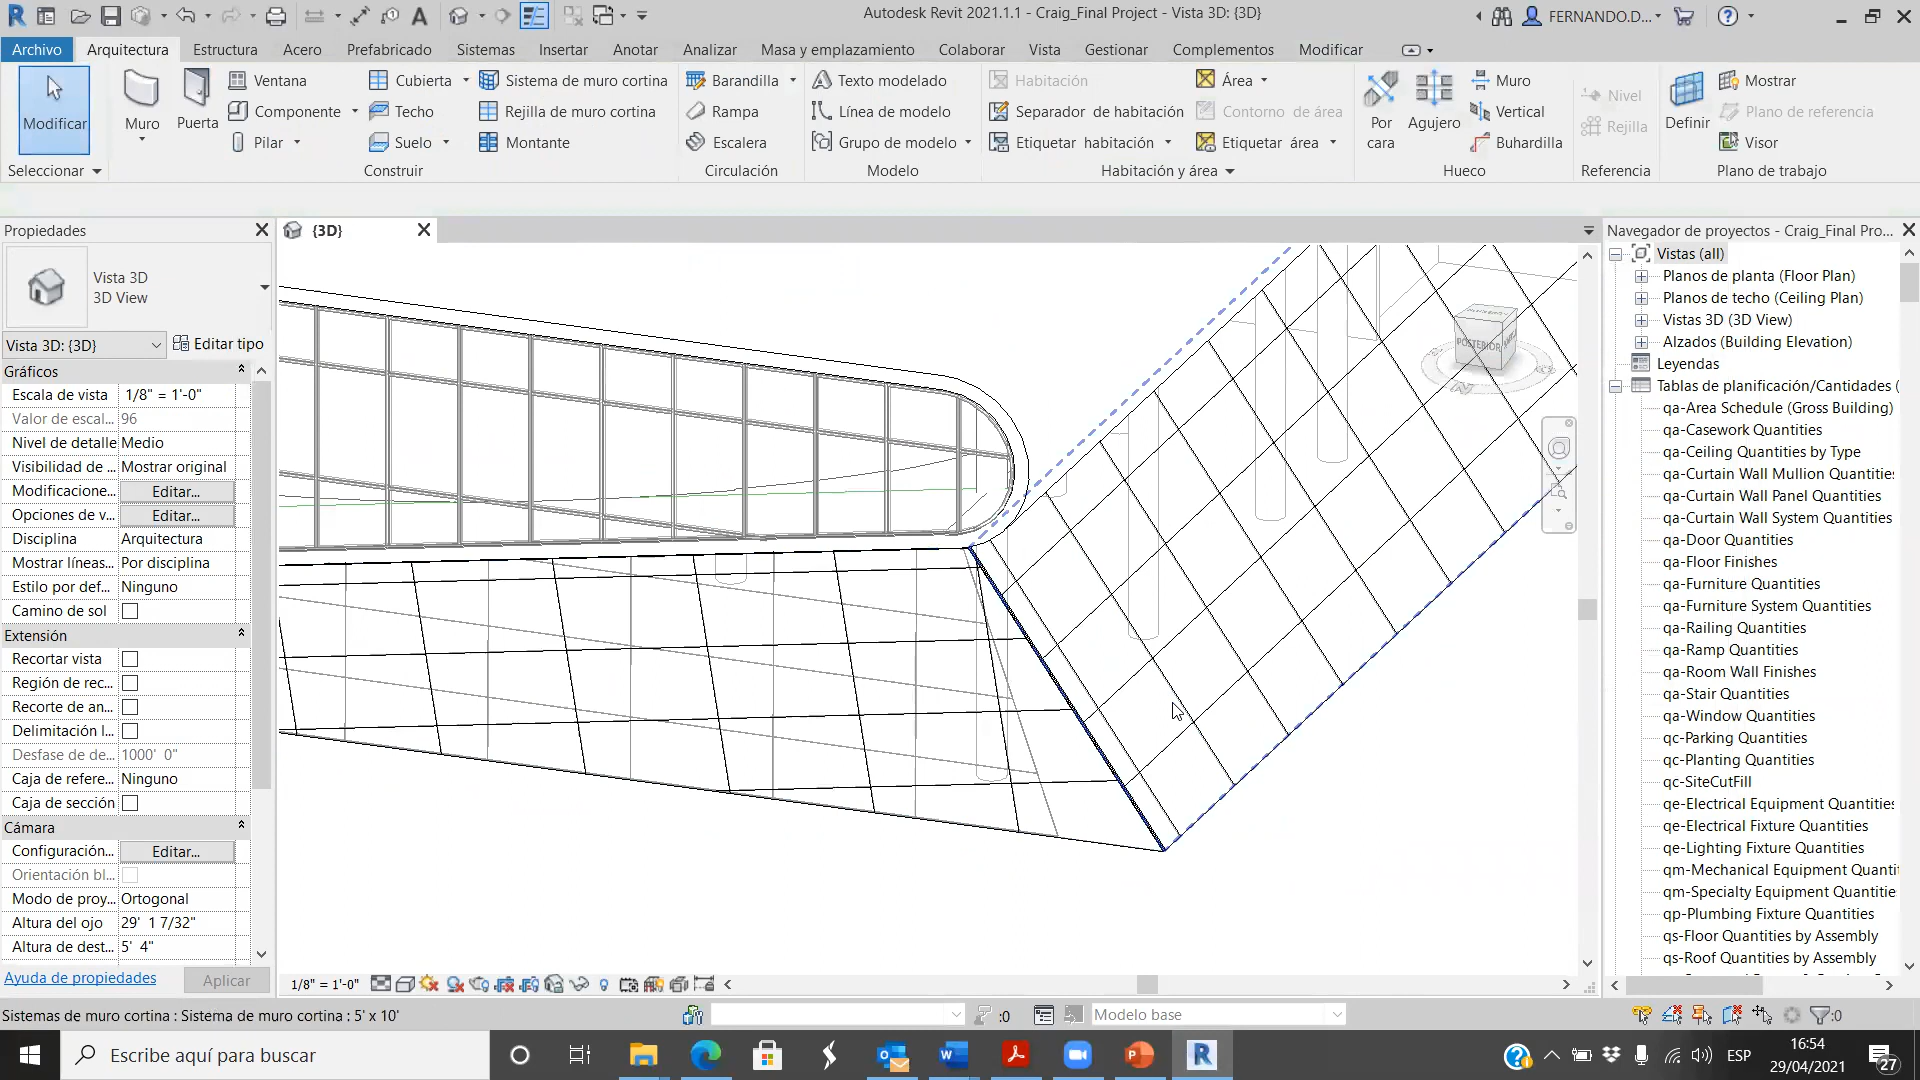 Autodesk Revit 2021.1.1 - Craig_Final Project - Vista 3D: {3D}
FERNANDO.D...
Archivo Arquitectura Estructura Acero Prefabricado Sistemas Insertar Anotar Analizar Masa y emplazamiento Colaborar Vista Gestionar Complementos Modificar
Modificar
Muro
Puerta
Ventana
Componente
Pilar
Cubierta
Techo
Suelo
Sistema de muro cortina
Rejilla de muro cortina
Montante
Barandilla
Rampa
Escalera
Texto modelado
Línea de modelo
Grupo de modelo
Habitación
Separador de habitación
Etiquetar habitación
Área
Contorno de área
Etiquetar área
Por cara
Agujero
Muro
Vertical
Buhardilla
Nivel
Rejilla
Definir
Mostrar
Plano de referencia
Visor
Seleccionar Construir Circulación Modelo Habitación y área Hueco Referencia Plano de trabajo
Propiedades
Vista 3D
3D View
Vista 3D: {3D} Editar tipo
Gráficos
Escala de vista 1/8" = 1'-0"
Valor de escal... 96
Nivel de detalle Medio
Visibilidad de ... Mostrar original
Modificacione... Editar...
Opciones de v... Editar...
Disciplina Arquitectura
Mostrar líneas... Por disciplina
Estilo por def... Ninguno
Camino de sol
Extensión
Recortar vista
Región de rec...
Recorte de an...
Delimitación l...
Desfase de de... 1000' 0"
Caja de refere... Ninguno
Caja de sección
Cámara
Configuración... Editar...
Orientación bl...
Modo de proy... Ortogonal
Altura del ojo 29' 1 7/32"
Altura de dest... 5' 4"
Ayuda de propiedades Aplicar
{3D}
POSTERIOR
1/8" = 1'-0"
Navegador de proyectos - Craig_Final Pro...
Vistas (all)
Planos de planta (Floor Plan)
Planos de techo (Ceiling Plan)
Vistas 3D (3D View)
Alzados (Building Elevation)
Leyendas
Tablas de planificación/Cantidades (
qa-Area Schedule (Gross Building)
qa-Casework Quantities
qa-Ceiling Quantities by Type
qa-Curtain Wall Mullion Quantitie
qa-Curtain Wall Panel Quantities
qa-Curtain Wall System Quantities
qa-Door Quantities
qa-Floor Finishes
qa-Furniture Quantities
qa-Furniture System Quantities
qa-Railing Quantities
qa-Ramp Quantities
qa-Room Wall Finishes
qa-Stair Quantities
qa-Window Quantities
qc-Parking Quantities
qc-Planting Quantities
qc-SiteCutFill
qe-Electrical Equipment Quantitie
qe-Electrical Fixture Quantities
qe-Lighting Fixture Quantities
qm-Mechanical Equipment Quanti
qm-Specialty Equipment Quantitie
qp-Plumbing Fixture Quantities
qs-Floor Quantities by Assembly
qs-Roof Quantities by Assembly
Sistemas de muro cortina : Sistema de muro cortina : 5' x 10'
:0
Modelo base
:0
Escribe aquí para buscar
ESP
16:54
29/04/2021
27